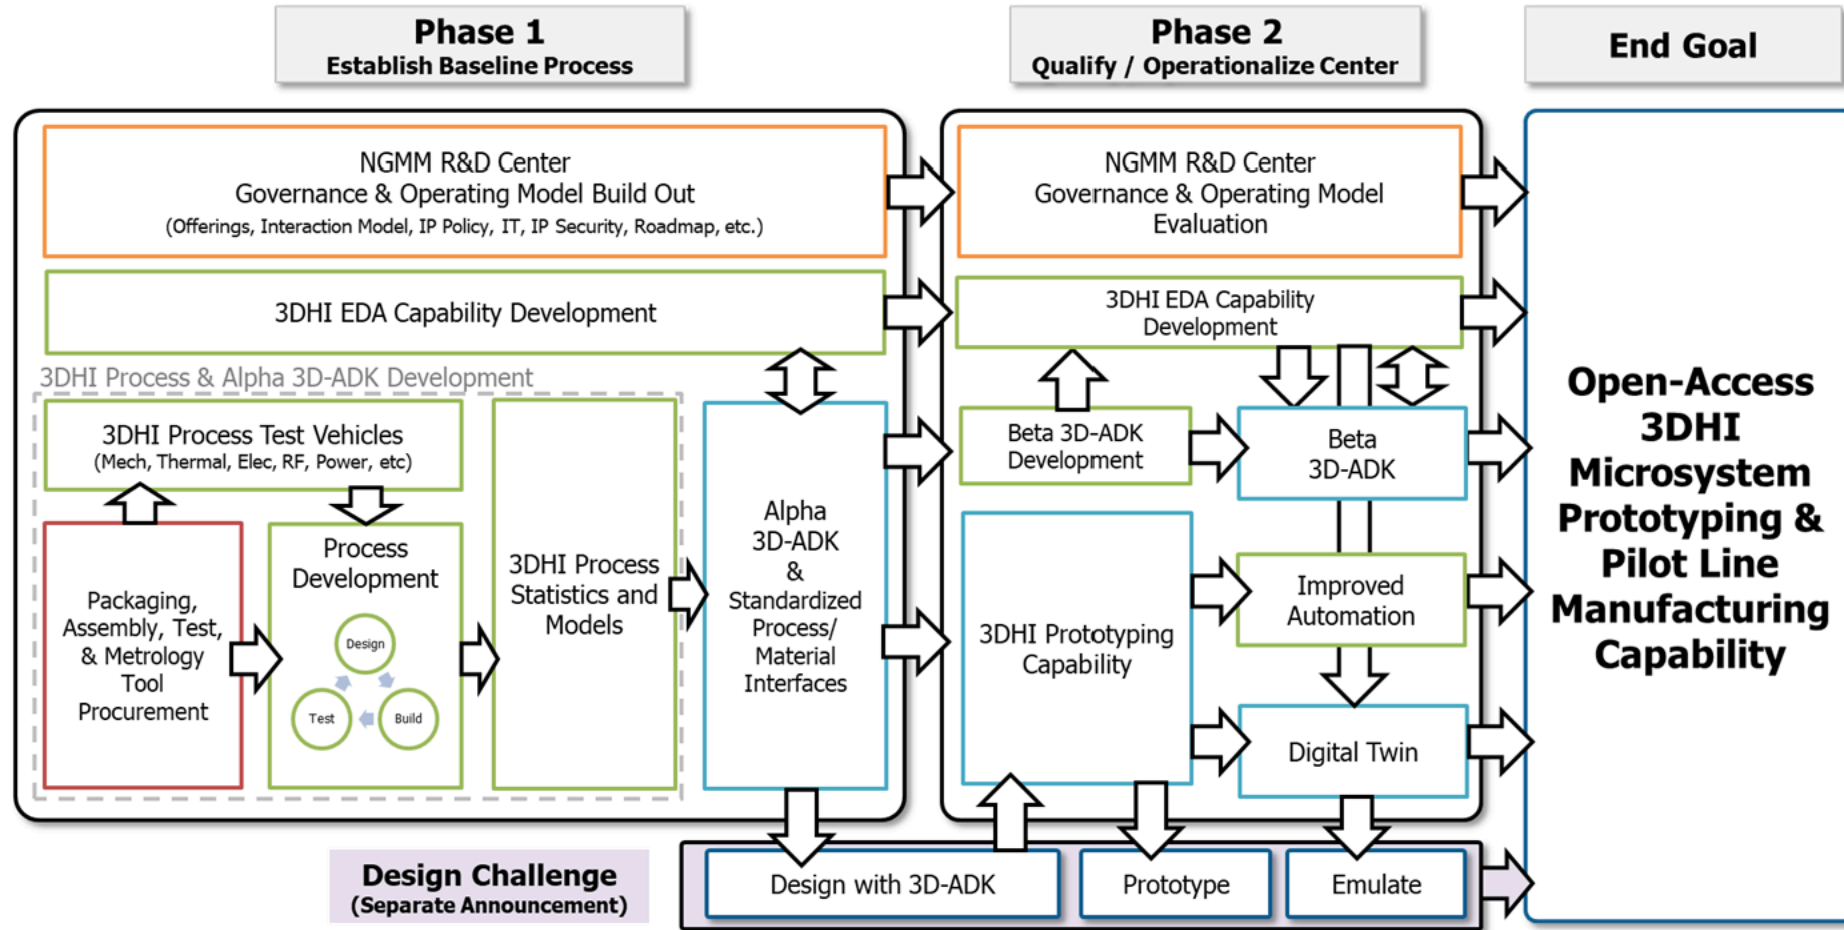 Phase 1
Establish Baseline Process
Phase 2
Qualify / Operationalize Center
End Goal
NGMM R&D Center
Governance & Operating Model Build Out
(Offerings, Interaction Model, IP Policy, IT, IP Security, Roadmap, etc.)
NGMM R&D Center
Governance & Operating Model
Evaluation
3DHI EDA Capability Development
3DHI EDA Capability
Development
3DHI Process & Alpha 3D-ADK Development
3DHI Process Test Vehicles
(Mech, Thermal, Elec, RF, Power, etc)
Packaging,
Assembly, Test,
& Metrology
Tool
Procurement
Process
Development
Design
Test
Build
3DHI Process
Statistics and
Models
Alpha
3D-ADK
&
Standardized
Process/
Material
Interfaces
Beta 3D-ADK
Development
Beta
3D-ADK
3DHI Prototyping
Capability
Improved
Automation
Digital Twin
Open-Access
3DHI
Microsystem
Prototyping &
Pilot Line
Manufacturing
Capability
Design Challenge
(Separate Announcement)
Design with 3D-ADK
Prototype
Emulate